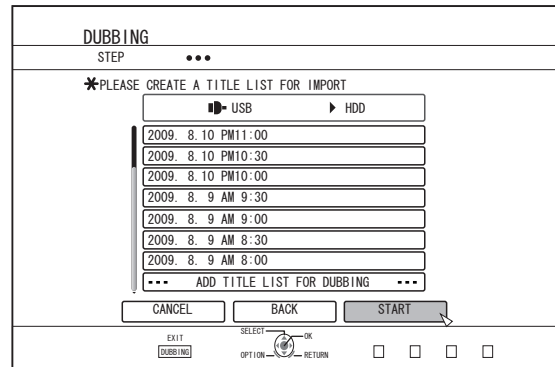 DUBBING
STEP
*PLEASE CREATE A TITLE LIST FOR IMPORT
USB HDD
2009. 8.10 PM11:00
2009. 8.10 PM10:30
2009. 8.10 PM10:00
2009. 8. 9 AM 9:30
2009. 8. 9 AM 9:00
2009. 8. 9 AM 8:30
2009. 8. 9 AM 8:00
--- ADD TITLE LIST FOR DUBBING ---
CANCEL BACK START
EXIT SELECT OK
DUBBING OPTION RETURN